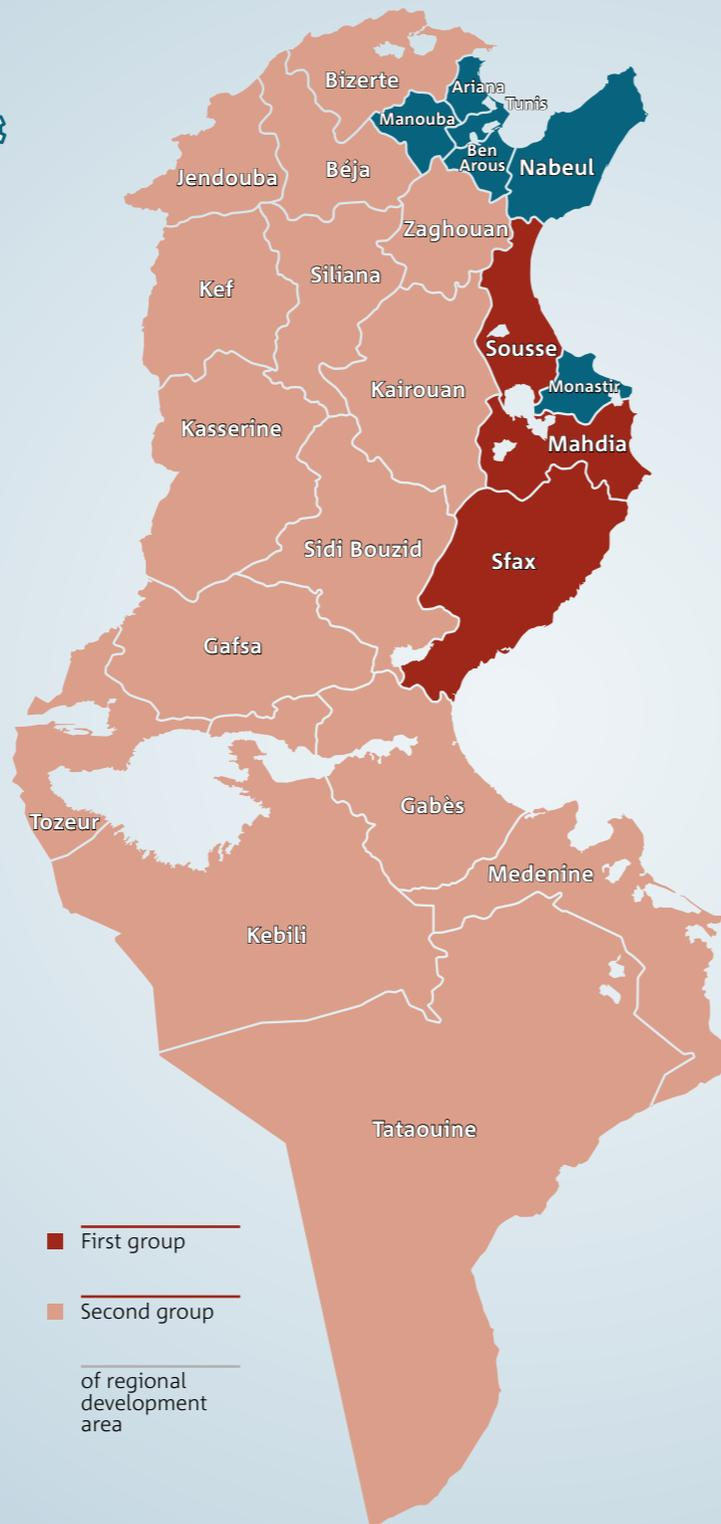 Bizerte
Ariana
Tunis
Manouba
Ben
Arous
Nabeul
Béja
Jendouba
Zaghouan
Siliana
Kef
Sousse
Monastir
Kairouan
Kasserine
Mahdia
Sidi Bouzid
Sfax
Gafsa
Gabès
Tozeur
Medenine
Kebili
Tataouine
First group
Second group
of regional
development
area